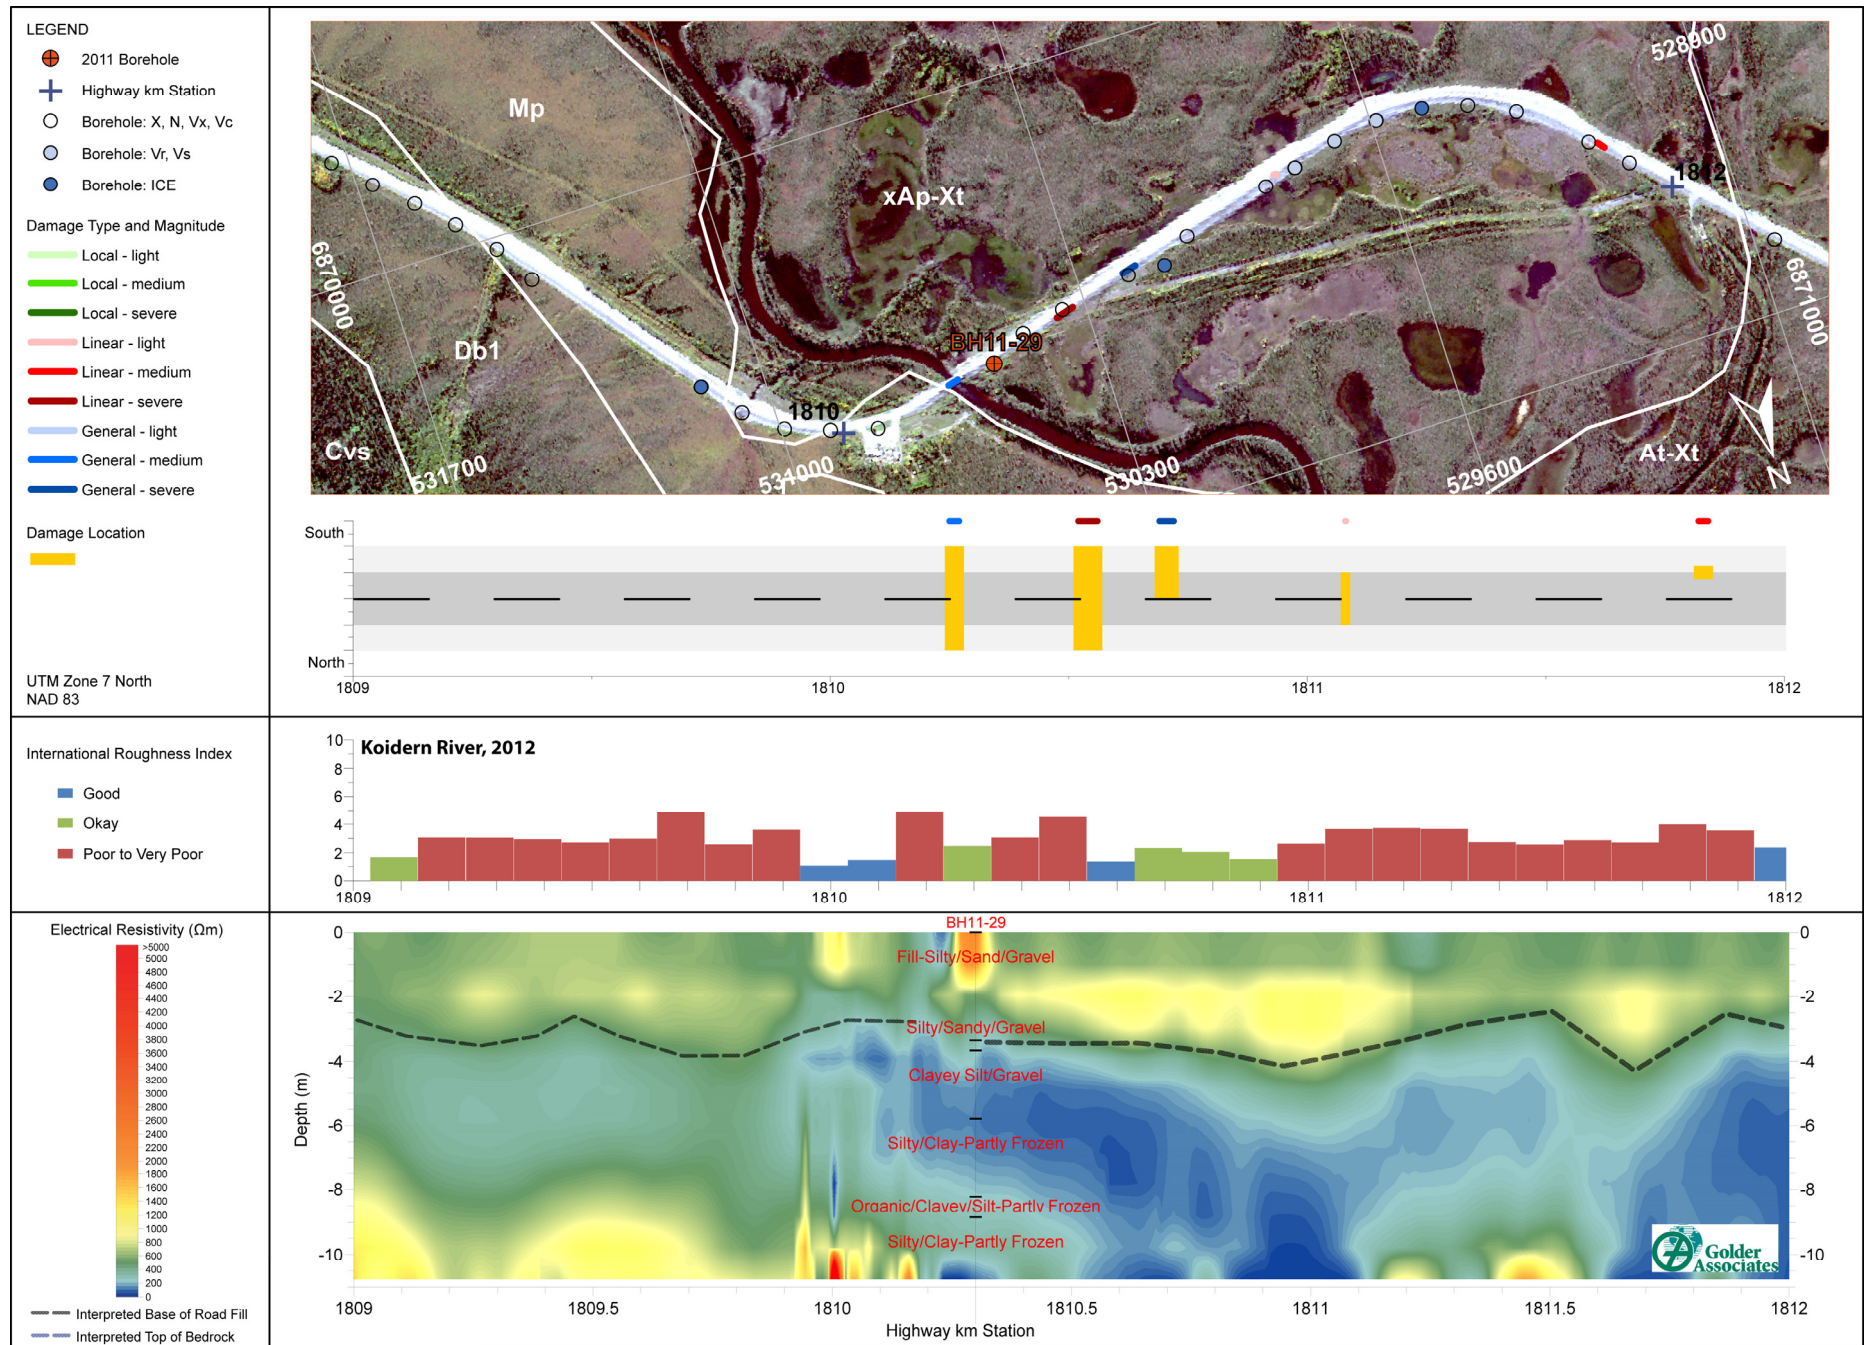 LEGEND
2011 Borehole
Highway km Station
Borehole: X, N, Vx, Vc
Borehole: Vr, Vs
Borehole: ICE
Damage Type and Magnitude
Local - light
Local - medium
Local - severe
Linear - light
Linear - medium
Linear - severe
General - light
General - medium
General - severe
Damage Location
UTM Zone 7 North
NAD 83
528900
Mp
xAp-Xt
1812
6870000
6871000
BH11-29
Db1
1810
Cvs
531700
531000
530300
529600
At-Xt
N
South
North
1809
1810
1811
1812
International Roughness Index
Good
Okay
Poor to Very Poor
Koidern River, 2012
10
8
6
4
2
0
1809
1810
1811
1812
Electrical Resistivity (Ωm)
>5000
5000
4800
4600
4400
4200
4000
3800
3600
3400
3200
3000
2800
2600
2400
2200
2000
1800
1600
1400
1200
1000
800
600
400
200
100
0
Interpreted Base of Road Fill
Interpreted Top of Bedrock
BH11-29
Fill-Silty/Sand/Gravel
Silty/Sandy/Gravel
Clayey Silt/Gravel
Silty/Clay-Partly Frozen
Organic/Clayey/Silt-Partly Frozen
Silty/Clay-Partly Frozen
Depth (m)
0
-2
-4
-6
-8
-10
0
-2
-4
-6
-8
-10
Golder
Associates
1809
1809.5
1810
1810.5
1811
1811.5
1812
Highway km Station